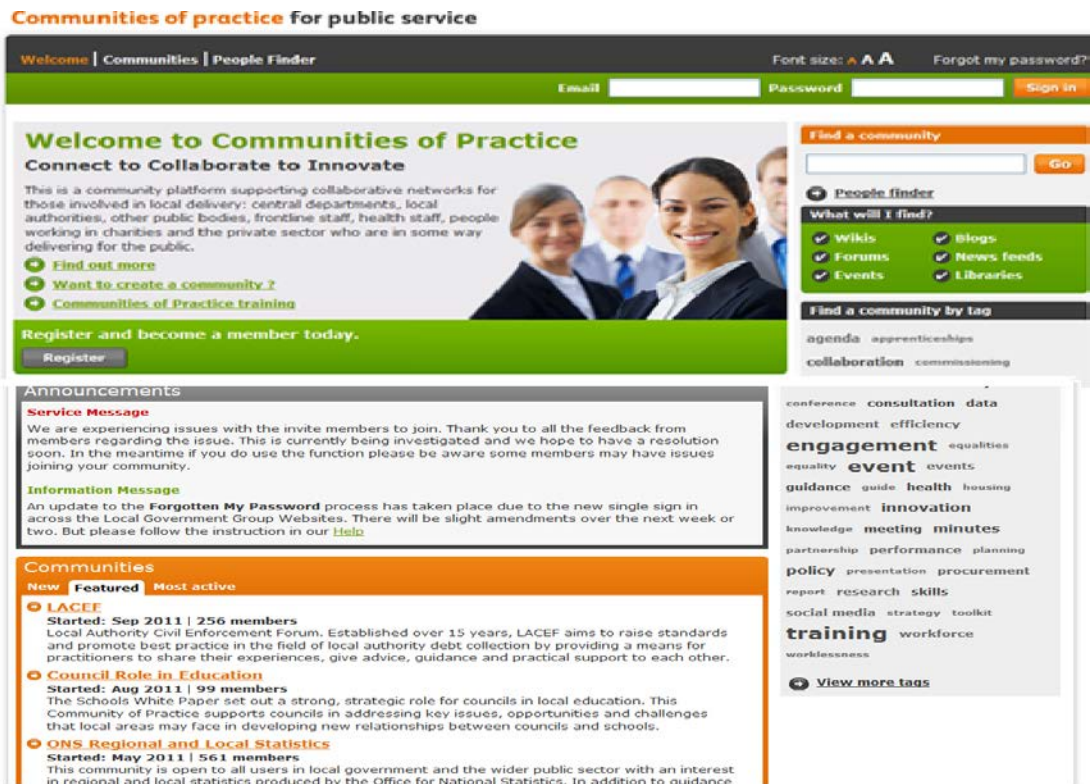 Communities of practice for public service
Welcome | Communities | People Finder
Font size: A A A
Forgot my password?
Email
Password
Sign in
Welcome to Communities of Practice
Connect to Collaborate to Innovate
This is a community platform supporting collaborative networks for
those involved in local delivery: central departments, local
authorities, other public bodies, frontline staff, health staff, people
working in charities and the private sector who are in some way
delivering for the public.
Find out more
Want to create a community ?
Communities of Practice training
Register and become a member today.
Register
Find a community
Go
People finder
What will I find?
Wikis
Blogs
Forums
News feeds
Events
Libraries
Find a community by tag
agenda apprenticeships
collaboration commissioning
conference consultation data
development efficiency
engagement equalities
equality event events
guidance guide health housing
improvement innovation
knowledge meeting minutes
partnership performance planning
policy presentation procurement
report research skills
social media strategy toolkit
training workforce
worklessness
View more tags
Announcements
Service Message
We are experiencing issues with the invite members to join. Thank you to all the feedback from
members regarding the issue. This is currently being investigated and we hope to have a resolution
soon. In the meantime if you do use the function please be aware some members may have issues
joining your community.
Information Message
An update to the Forgotten My Password process has taken place due to the new single sign in
across the Local Government Group Websites. There will be slight amendments over the next week or
two. But please follow the instruction in our Help
Communities
New Featured Most active
LACEF
Started: Sep 2011 | 256 members
Local Authority Civil Enforcement Forum. Established over 15 years, LACEF aims to raise standards
and promote best practice in the field of local authority debt collection by providing a means for
practitioners to share their experiences, give advice, guidance and practical support to each other.
Council Role in Education
Started: Aug 2011 | 99 members
The Schools White Paper set out a strong, strategic role for councils in local education. This
Community of Practice supports councils in addressing key issues, opportunities and challenges
that local areas may face in developing new relationships between councils and schools.
ONS Regional and Local Statistics
Started: May 2011 | 561 members
This community is open to all users in local government and the wider public sector with an interest
in regional and local statistics produced by the Office for National Statistics. In addition to guidance